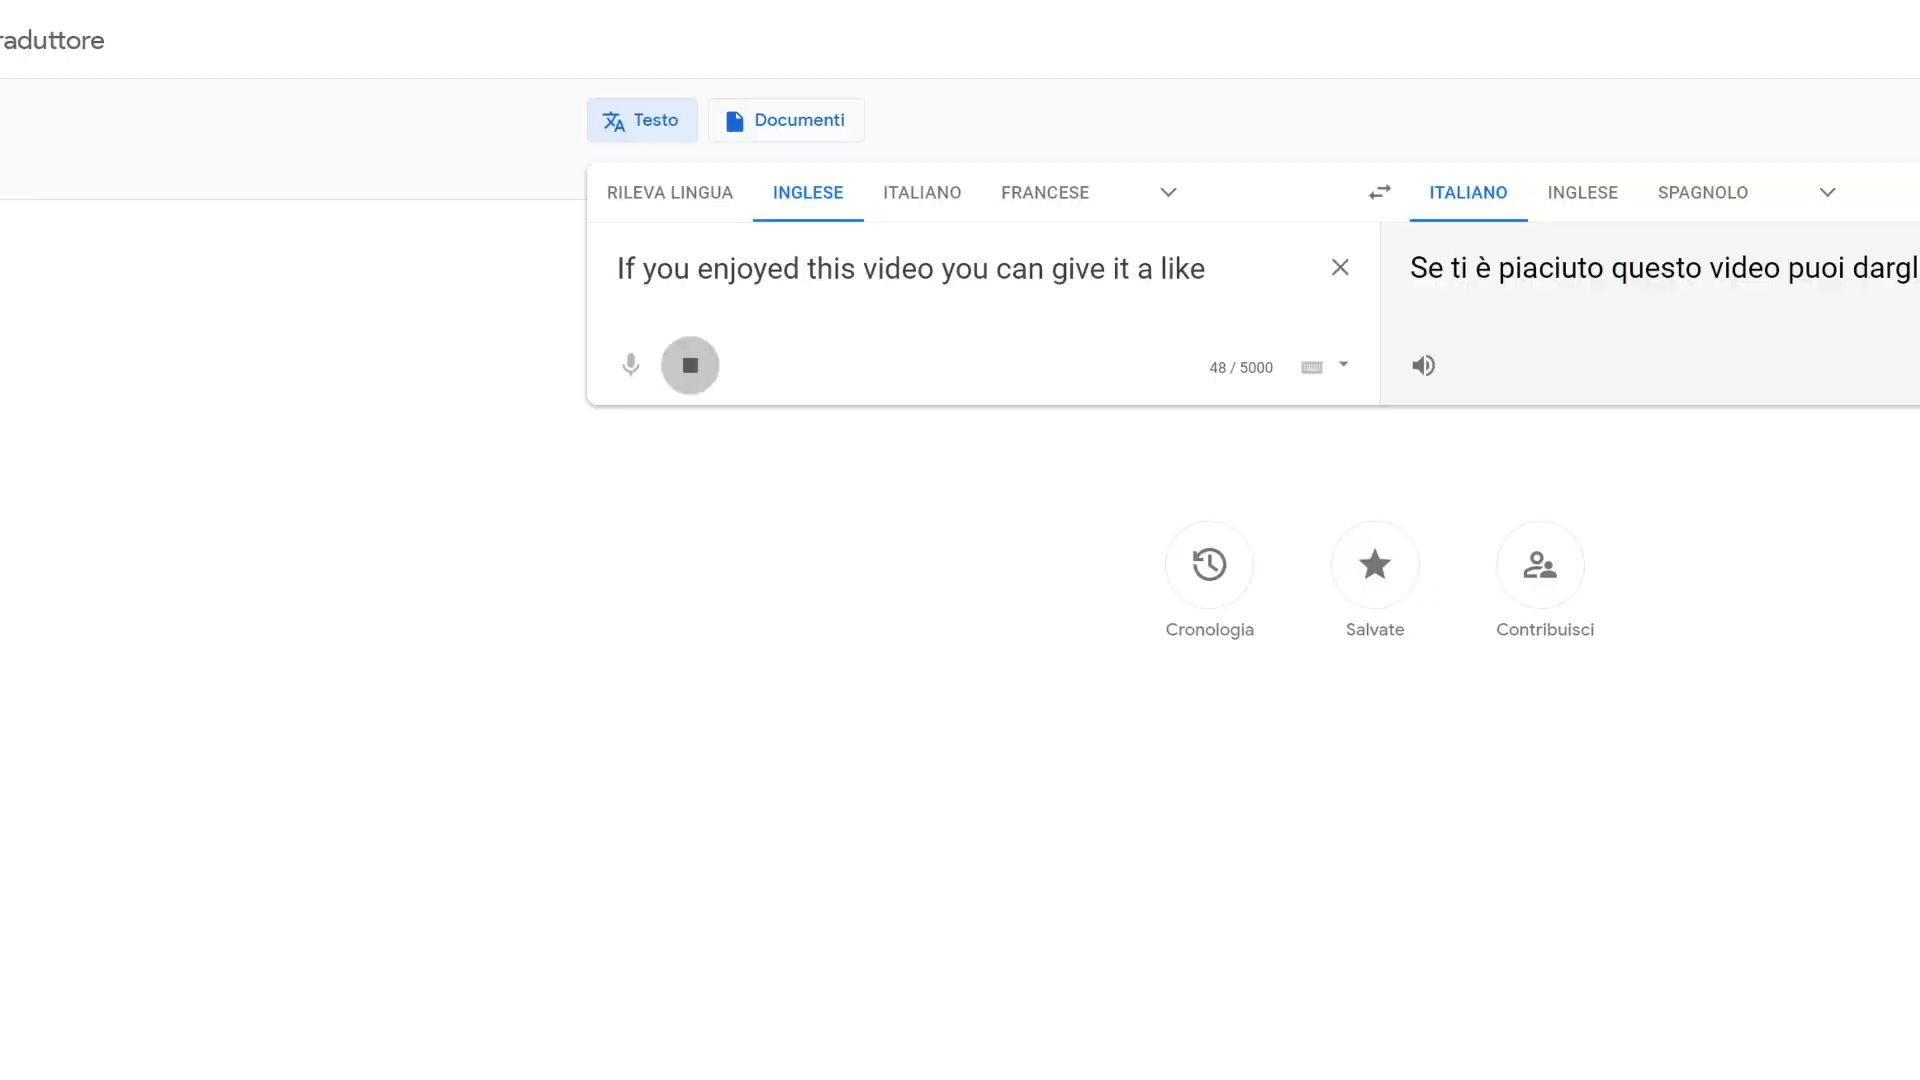 raduttore
Testo
Documenti
RILEVA LINGUA
INGLESE
ITALIANO
FRANCESE
ITALIANO
INGLESE
SPAGNOLO
If you enjoyed this video you can give it a like
Se ti è piaciuto questo video puoi dargl
48 / 5000
Cronologia
Salvate
Contribuisci